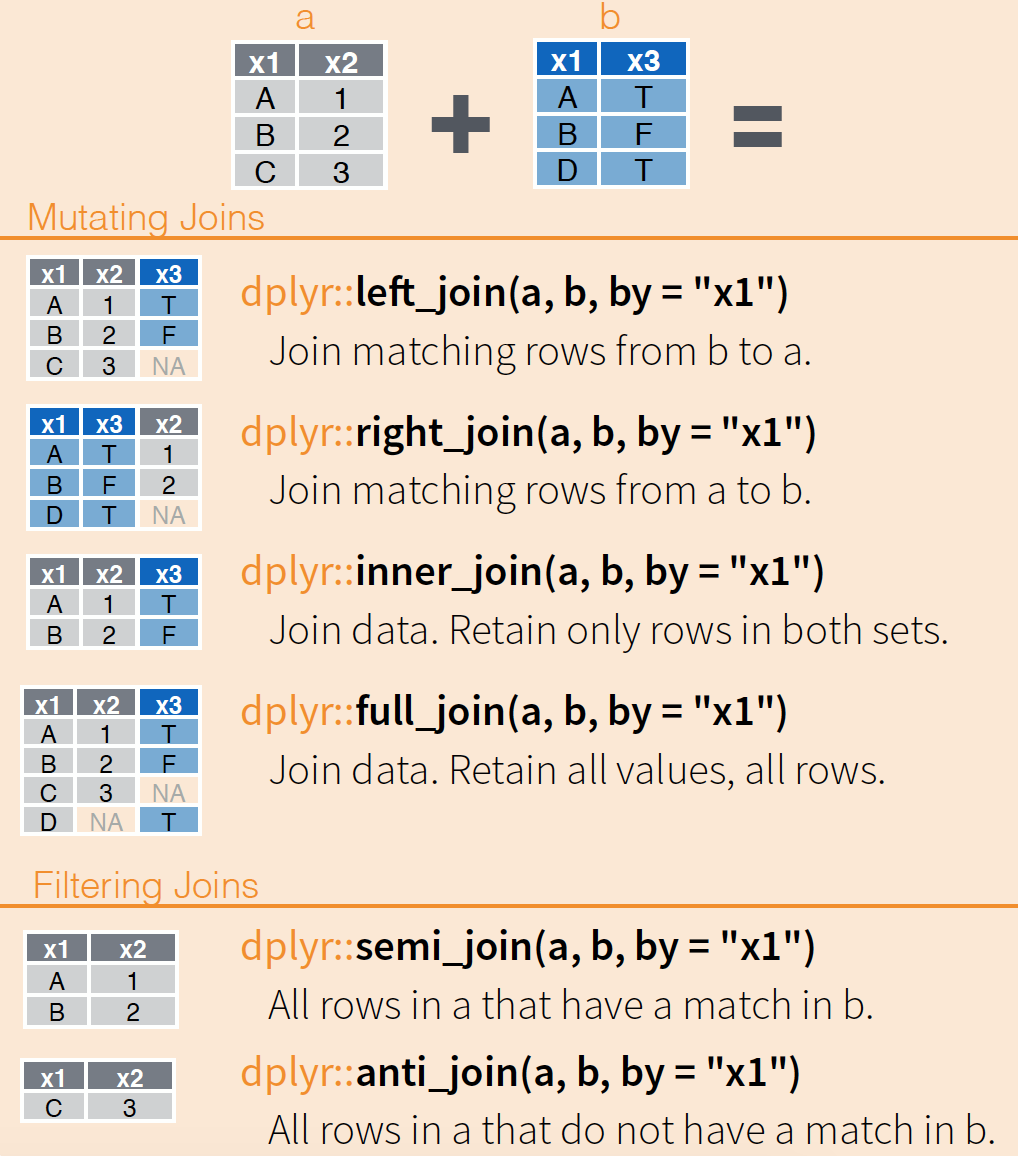 a b
x1 x2 x1 x3
A 1 A T
B 2 B F
C 3 D T
+ =
Mutating Joins
x1 x2 x3
A 1 T
B 2 F
C 3 NA
dplyr::left_join(a, b, by = "x1")
Join matching rows from b to a.
x1 x3 x2
A T 1
B F 2
D T NA
dplyr::right_join(a, b, by = "x1")
Join matching rows from a to b.
x1 x2 x3
A 1 T
B 2 F
dplyr::inner_join(a, b, by = "x1")
Join data. Retain only rows in both sets.
x1 x2 x3
A 1 T
B 2 F
C 3 NA
D NA T
dplyr::full_join(a, b, by = "x1")
Join data. Retain all values, all rows.
Filtering Joins
x1 x2
A 1
B 2
dplyr::semi_join(a, b, by = "x1")
All rows in a that have a match in b.
x1 x2
C 3
dplyr::anti_join(a, b, by = "x1")
All rows in a that do not have a match in b.